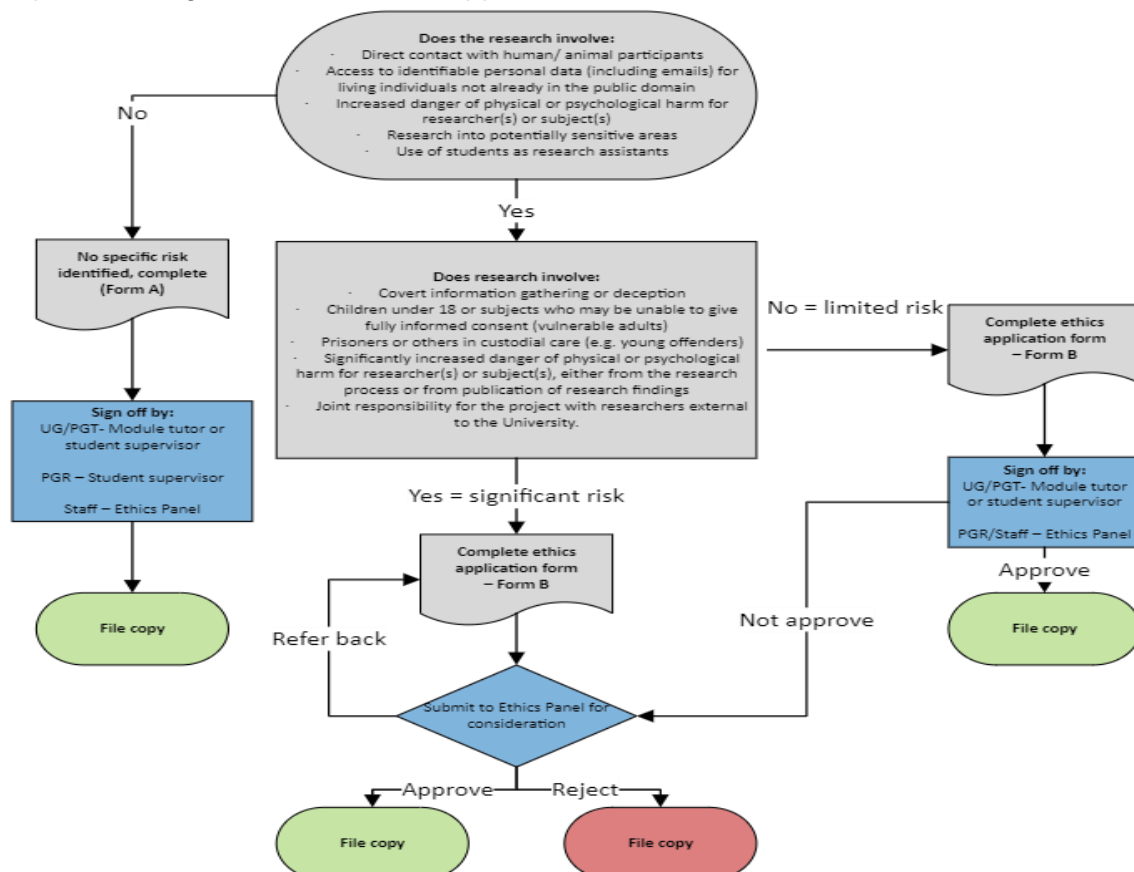 Does the research involve:
· Direct contact with human/ animal participants
· Access to identifiable personal data (including emails) for
living individuals not already in the public domain
· Increased danger of physical or psychological harm for
researcher(s) or subject(s)
· Research into potentially sensitive areas
· Use of students as research assistants
No
Yes
No specific risk
identified, complete
(Form A)
Does research involve:
· Covert information gathering or deception
· Children under 18 or subjects who may be unable to give
fully informed consent (vulnerable adults)
· Prisoners or others in custodial care (e.g. young offenders)
· Significantly increased danger of physical or psychological
harm for researcher(s) or subject(s), either from the research
process or from publication of research findings
· Joint responsibility for the project with researchers external
to the University.
No = limited risk
Complete ethics
application form
– Form B
Sign off by:
UG/PGT- Module tutor or
student supervisor
PGR – Student supervisor
Staff – Ethics Panel
Sign off by:
UG/PGT- Module tutor
or student supervisor
PGR/Staff – Ethics Panel
Yes = significant risk
Complete ethics
application form
– Form B
Approve
File copy
File copy
Refer back
Not approve
Submit to Ethics Panel for
consideration
Approve
Reject
File copy
File copy